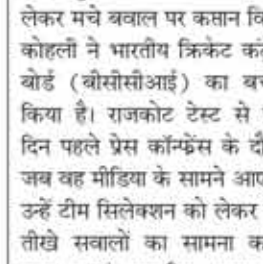 लेकर मचे बवाल पर कप्तान वि
कोहली ने भारतीय क्रिकेट कं
बोर्ड (बीसीसीआई) का बच
किया है। राजकोट टेस्ट से
दिन पहले प्रेस कॉन्फ्रेंस के दौ
जब वह मीडिया के सामने आए
उन्हें टीम सिलेक्शन को लेकर
तीखे सवालों का सामना क